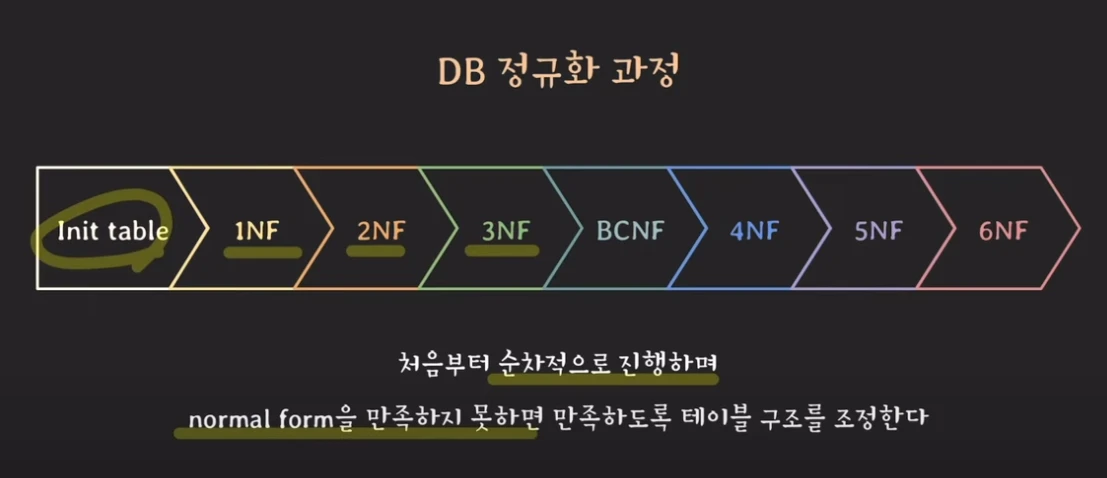 DB 정규화 과정
Init table 1NF 2NF 3NF BCNF 4NF 5NF 6NF
처음부터 순차적으로 진행하며
normal form을 만족하지 못하면 만족하도록 테이블 구조를 조정한다